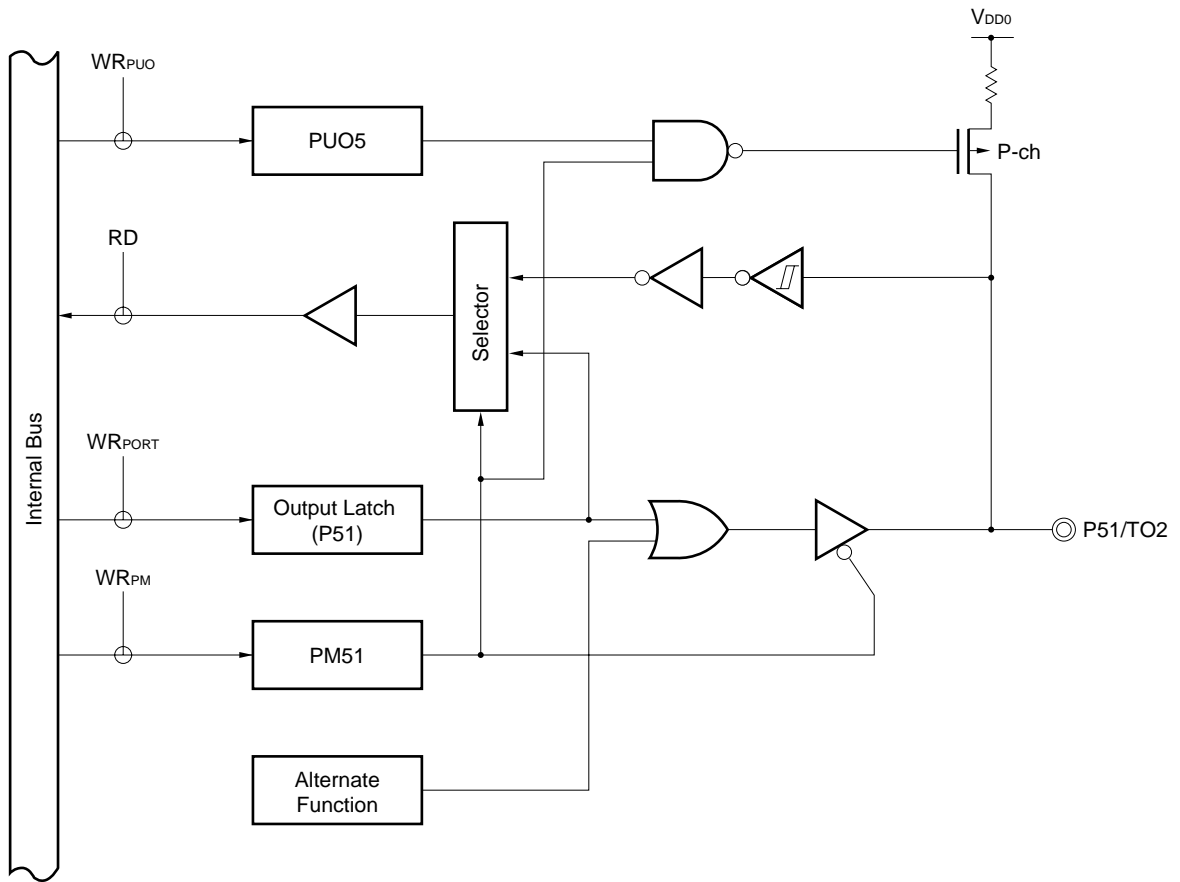 VDD0
WRPUO
PUO5
P-ch
RD
Selector
Internal Bus
WRPORT
Output Latch
(P51)
P51/TO2
WRPM
PM51
Alternate
Function